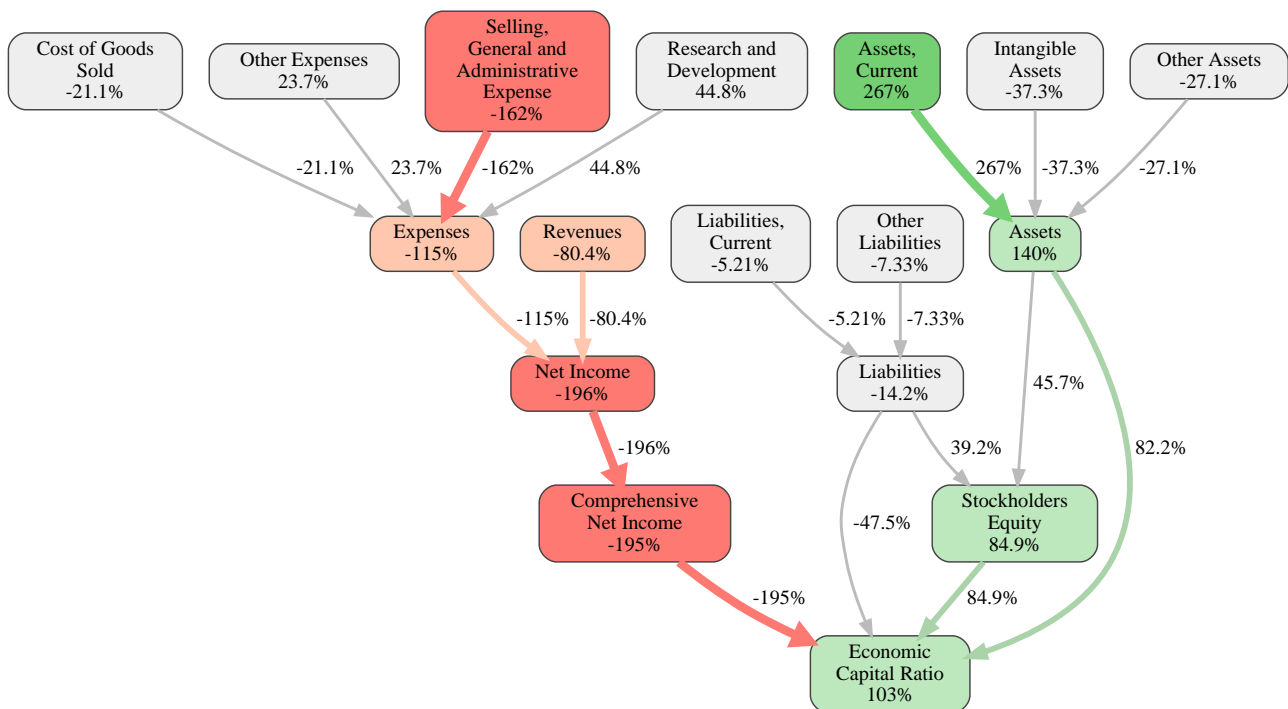 Cost of Goods
Sold
-21.1%
Other Expenses
23.7%
Selling,
General and
Administrative
Expense
-162%
Research and
Development
44.8%
Assets,
Current
267%
Intangible
Assets
-37.3%
Other Assets
-27.1%
-21.1%
23.7%
-162%
44.8%
267%
-37.3%
-27.1%
Expenses
-115%
Revenues
-80.4%
Liabilities,
Current
-5.21%
Other
Liabilities
-7.33%
Assets
140%
-115%
-80.4%
-5.21%
-7.33%
Net Income
-196%
Liabilities
-14.2%
45.7%
-196%
39.2%
82.2%
Comprehensive
Net Income
-195%
-47.5%
Stockholders
Equity
84.9%
-195%
84.9%
Economic
Capital Ratio
103%